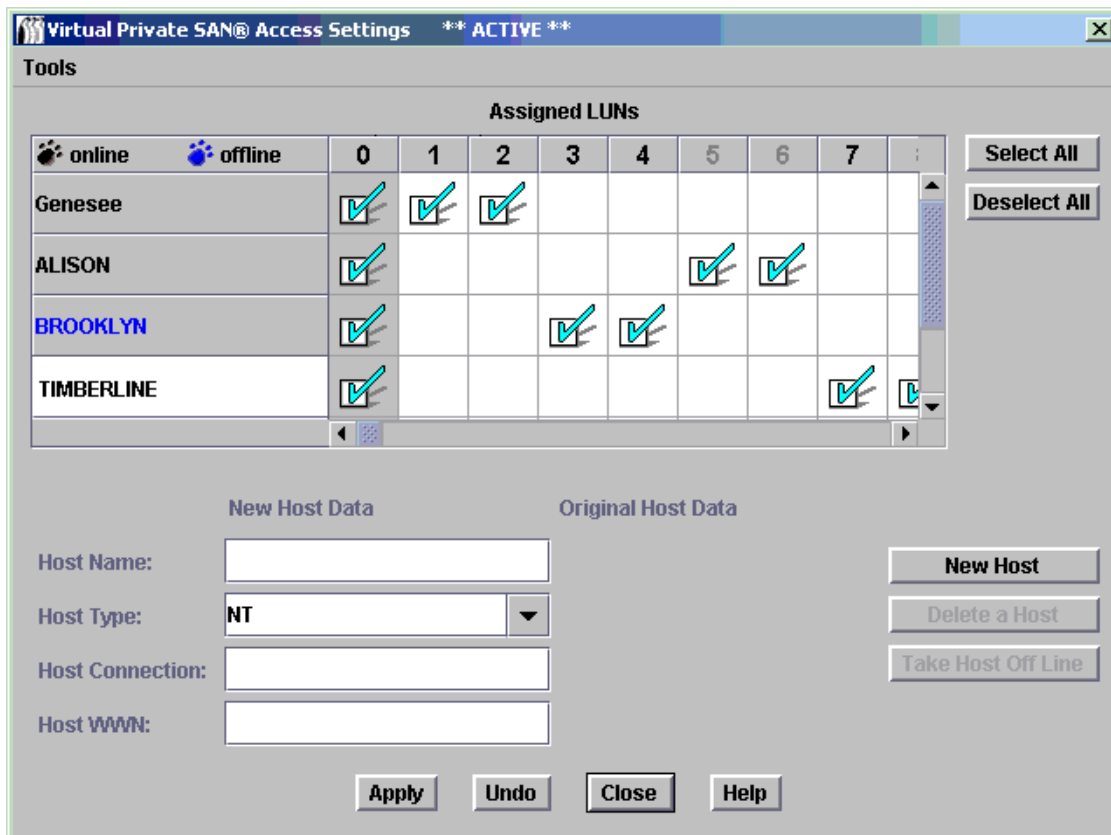 Virtual Private SAN® Access Settings ** ACTIVE **
Tools
Assigned LUNs
online offline 0 1 2 3 4 5 6 7
Select All
Genesee
Deselect All
ALISON
BROOKLYN
TIMBERLINE
New Host Data Original Host Data
Host Name:
New Host
Host Type: NT
Delete a Host
Host Connection:
Take Host Off Line
Host WWN:
Apply Undo Close Help